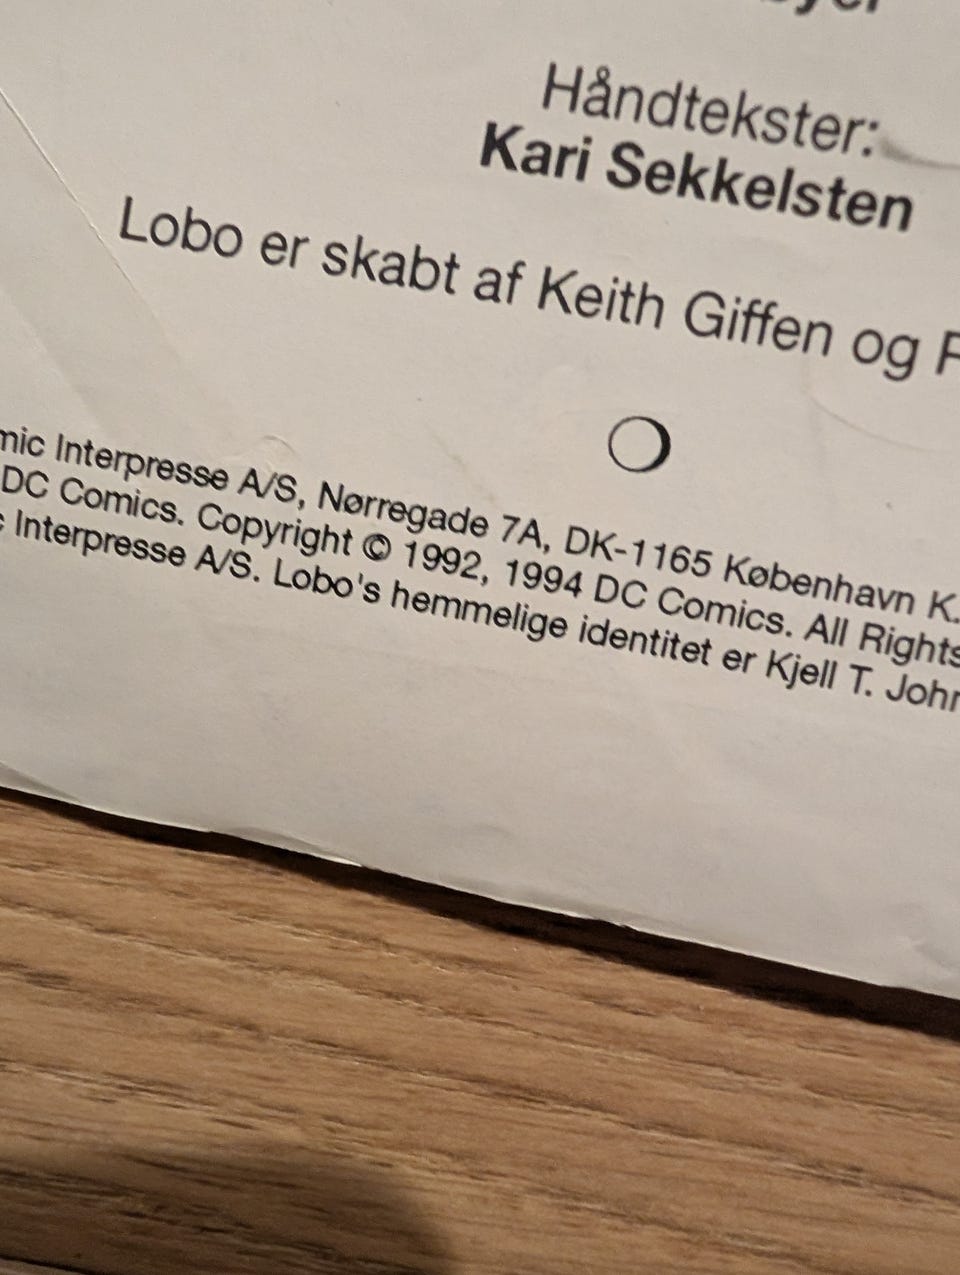 Håndtekster:
Kari Sekkelsten
Lobo er skabt af Keith Giffen og
Interpresse A/S, Nørregade 7A, DK-1165 København K.
DC Comics. Copyright © 1992, 1994 DC Comics. All Rights
Interpresse A/S. Lobo's hemmelige identitet er Kjell T.